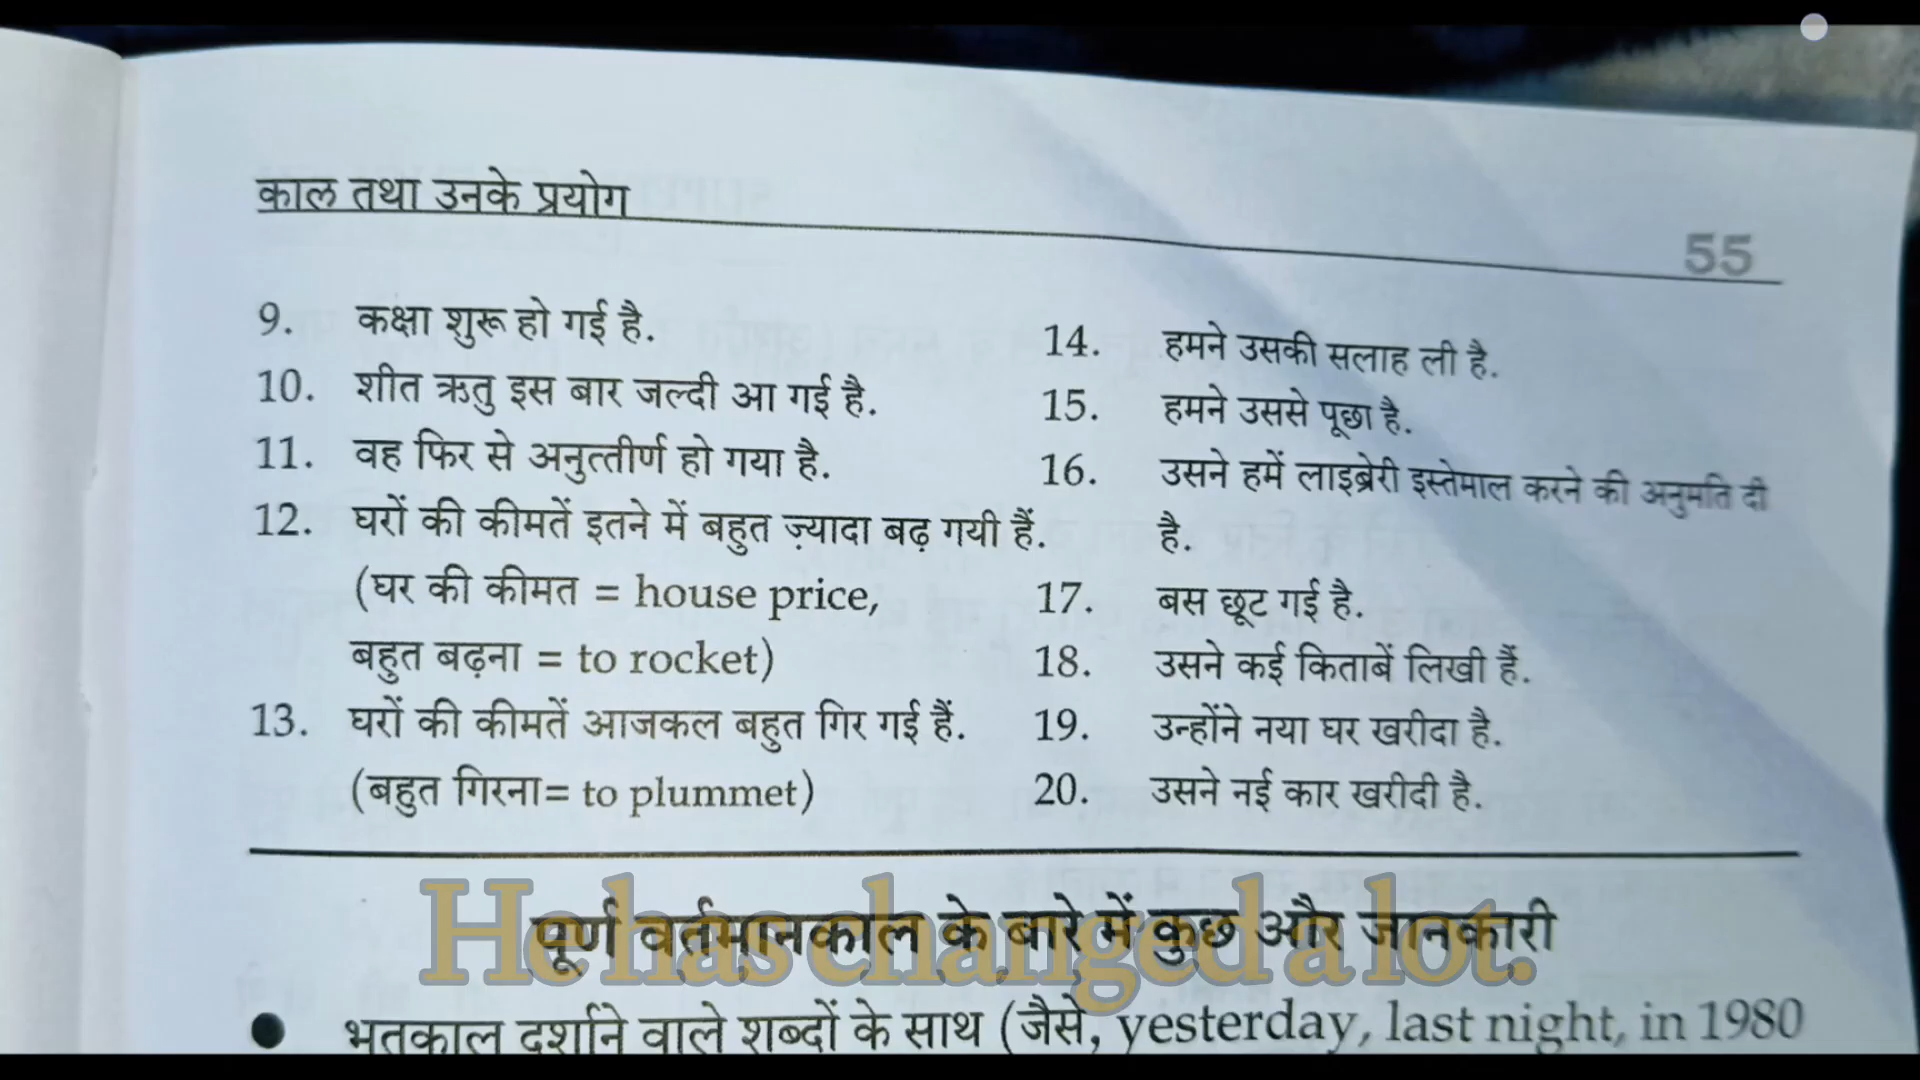 काल तथा उनके प्रयोग
55
9. कक्षा शुरू हो गई है.
10. शीत ऋतु इस बार जल्दी आ गई है.
11. वह फिर से अनुत्तीर्ण हो गया है.
12. घरों की कीमतें इतने में बहुत ज़्यादा बढ़ गयी हैं.
(घर की कीमत = house price,
बहुत बढ़ना = to rocket)
13. घरों की कीमतें आजकल बहुत गिर गई हैं.
(बहुत गिरना= to plummet)
14. हमने उसकी सलाह ली है.
15. हमने उससे पूछा है.
16. उसने हमें लाइब्रेरी इस्तेमाल करने की अनुमति दी
है.
17. बस छूट गई है.
18. उसने कई किताबें लिखी हैं.
19. उन्होंने नया घर खरीदा है.
20. उसने नई कार खरीदी है.
पूर्ण वर्तमानकाल के बारे में कुछ और जानकारी
He has changed a lot.
● भूतकाल दर्शाने वाले शब्दों के साथ (जैसे, yesterday, last night, in 1980